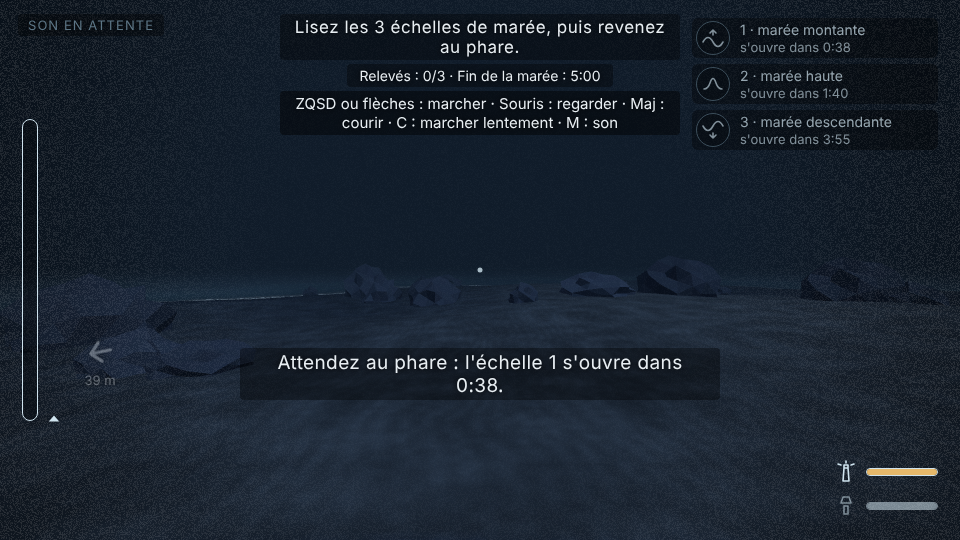 SON EN ATTENTE
Lisez les 3 échelles de marée, puis revenez
au phare.
Relevés : 0/3 · Fin de la marée : 5:00
ZQSD ou flèches : marcher · Souris : regarder · Maj :
courir · C : marcher lentement · M : son
1 · marée montante
s'ouvre dans 0:38
2 · marée haute
s'ouvre dans 1:40
3 · marée descendante
s'ouvre dans 3:55
39 m
Attendez au phare : l'échelle 1 s'ouvre dans
0:38.